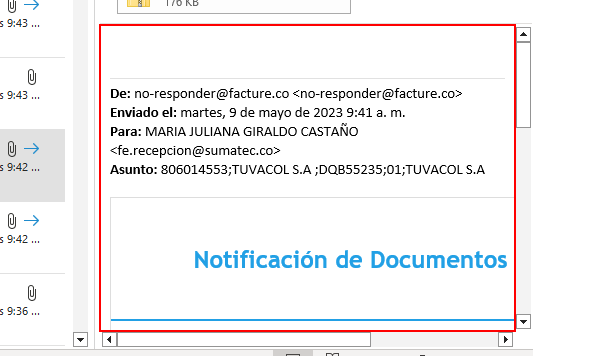 176 KB
9:43
s 9:43 ...
s 9:42 ...
s 9:42 ...
s 9:36 ...
De: no-responder@facture.co <no-responder@facture.co>
Enviado el: martes, 9 de mayo de 2023 9:41 a. m.
Para: MARIA JULIANA GIRALDO CASTAÑO
<fe.recepcion@sumatec.co>
Asunto: 806014553;TUVACOL S.A ;DQB55235;01;TUVACOL S.A
Notificación de Documentos